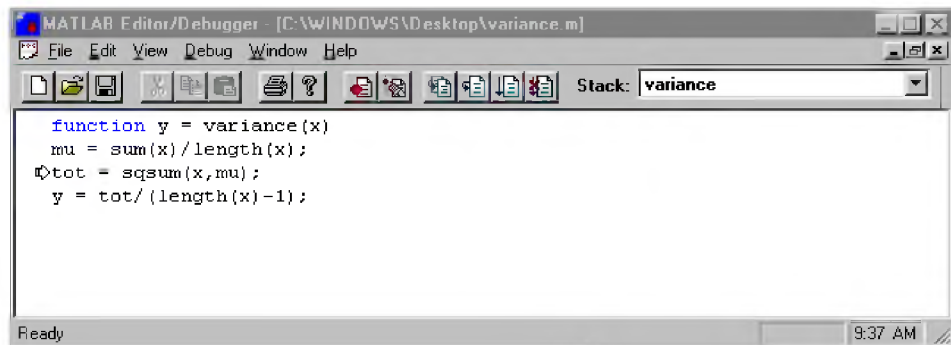 MATLAB Editor/Debugger - [C:\WINDOWS\Desktop\variance.m]
File Edit View Debug Window Help
Stack: variance
function y = variance(x)
mu = sum(x)/length(x);
tot = sqsum(x,mu);
y = tot/(length(x)-1);
Ready 9:37 AM